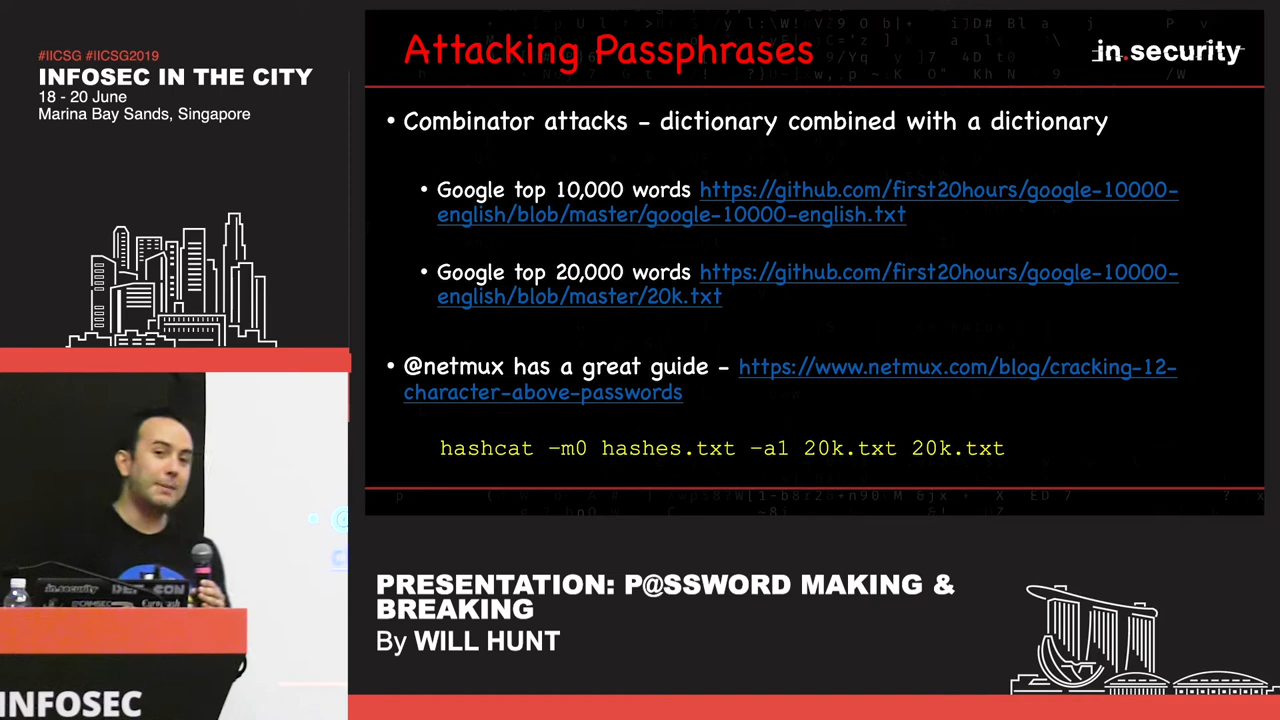 #IICSG #IICSG2019
INFOSEC IN THE CITY
18 - 20 June
Marina Bay Sands, Singapore
Attacking Passphrases
in.security
• Combinator attacks – dictionary combined with a dictionary
• Google top 10,000 words https://github.com/first20hours/google-10000-
english/blob/master/google-10000-english.txt
• Google top 20,000 words https://github.com/first20hours/google-10000-
english/blob/master/20k.txt
• @netmux has a great guide – https://www.netmux.com/blog/cracking-12-
character-above-passwords
hashcat –m0 hashes.txt –a1 20k.txt 20k.txt
in.security
DEF CON
INFOSEC
PRESENTATION: P@SSWORD MAKING &
BREAKING
By WILL HUNT